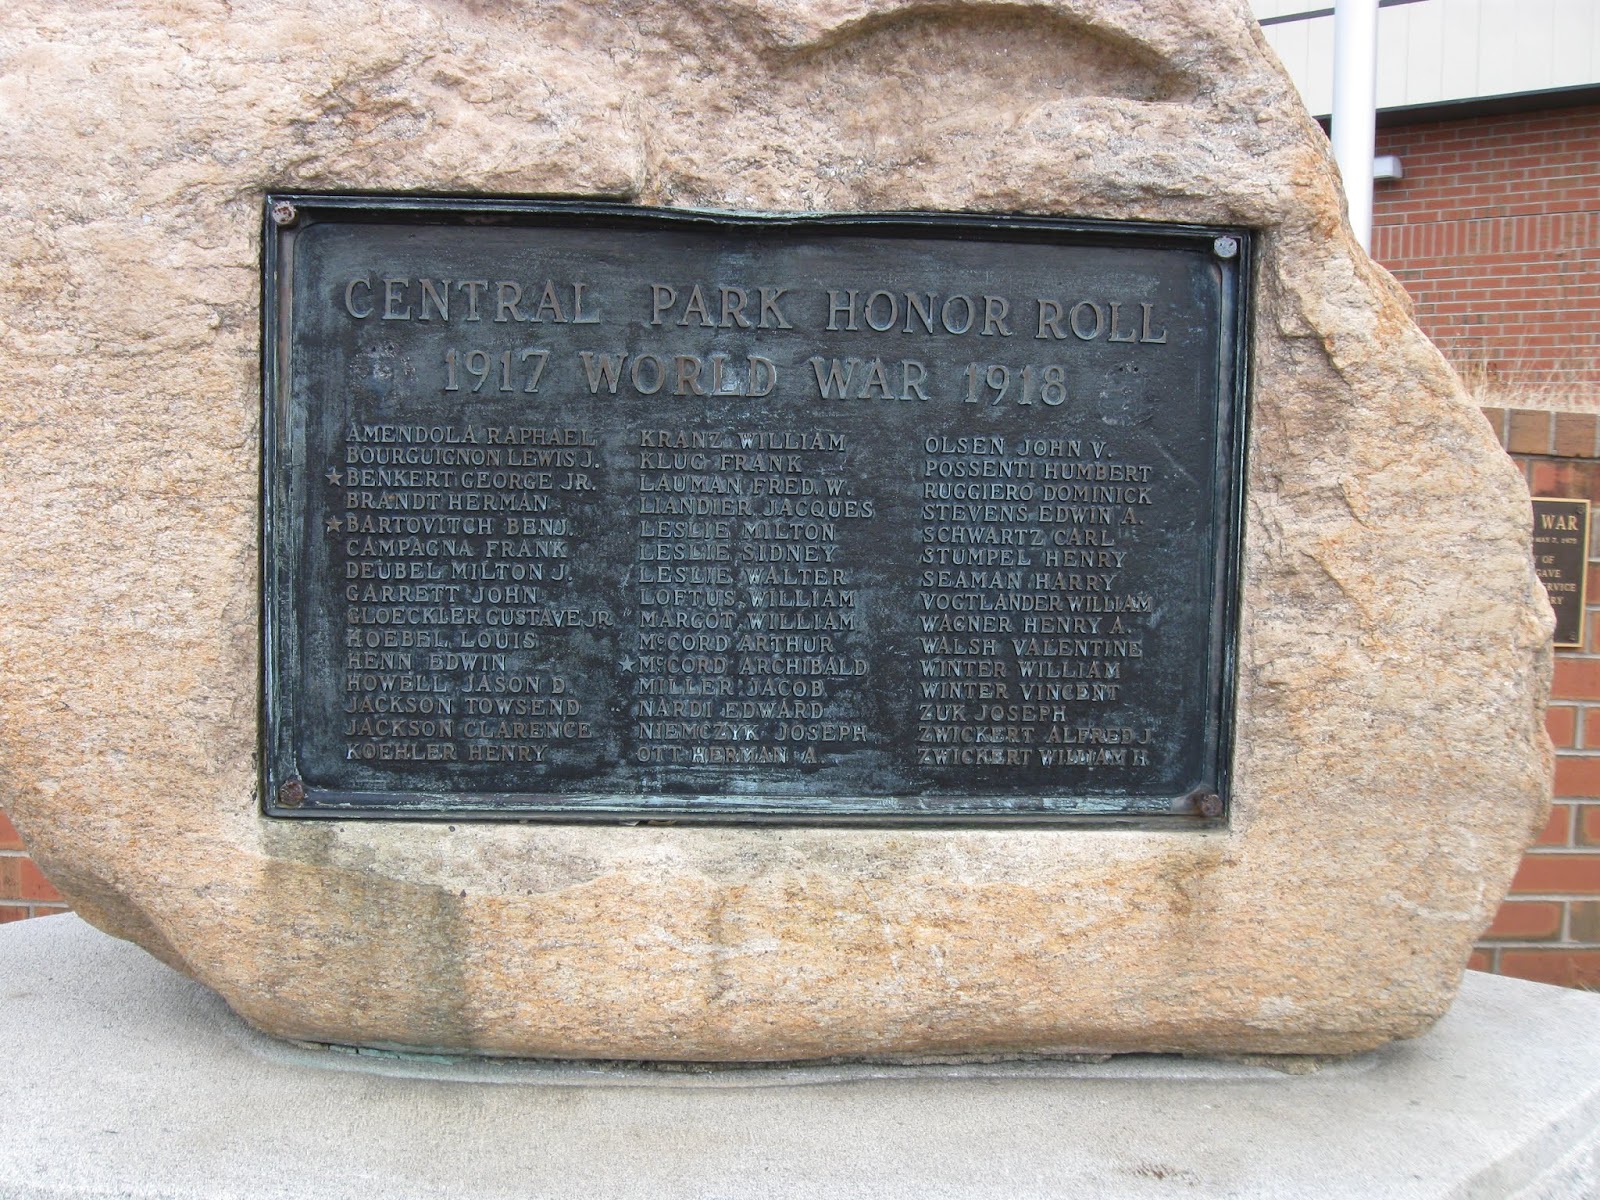 CENTRAL PARK HONOR ROLL
1917 WORLD WAR 1918
AMENDOLA RAPHAEL
BOURGUIGNON LEWIS J.
★BENKERT GEORGE JR.
BRANDT HERMAN
★BARTOVITCH BENJ.
CAMPAGNA FRANK
DEUBEL MILTON J.
GARRETT JOHN
GLOECKLER GUSTAVE JR
HOEBEL LOUIS
HENN EDWIN
HOWELL JASON D.
JACKSON TOWSEND
JACKSON CLARENCE
KOEHLER HENRY
KRANZ WILLIAM
KLUG FRANK
LAUMAN FRED. W.
LIANDIER JACQUES
LESLIE MILTON
LESLIE SIDNEY
LESLIE WALTER
LOFTUS WILLIAM
MARGOT WILLIAM
McCORD ARTHUR
★McCORD ARCHIBALD
MILLER JACOB
NARDI EDWARD
NIEMCZYK JOSEPH
OTT HERMAN A.
OLSEN JOHN V.
POSSENTI HUMBERT
RUGGIERO DOMINICK
STEVENS EDWIN A.
SCHWARTZ CARL
STUMPEL HENRY
SEAMAN HARRY
VOGTLANDER WILLIAM
WAGNER HENRY A.
WALSH VALENTINE
WINTER WILLIAM
WINTER VINCENT
ZUK JOSEPH
ZWICKERT ALFRED J.
ZWICKERT WILLIAM H.
WAR
MAY 7, 1975
OF